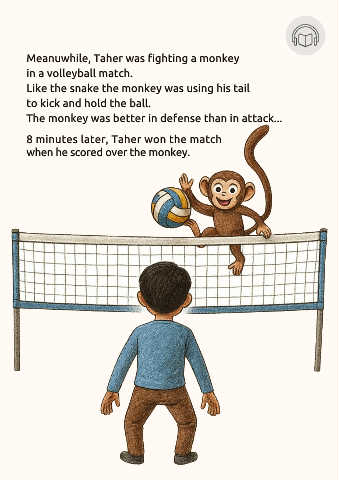 Meanuwhile, Taher was fighting a monkey
in a volleyball match.
Like the snake the monkey was using his tail
to kick and hold the ball.
The monkey was better in defense than in attack...
8 minutes later, Taher won the match
when he scored over the monkey.